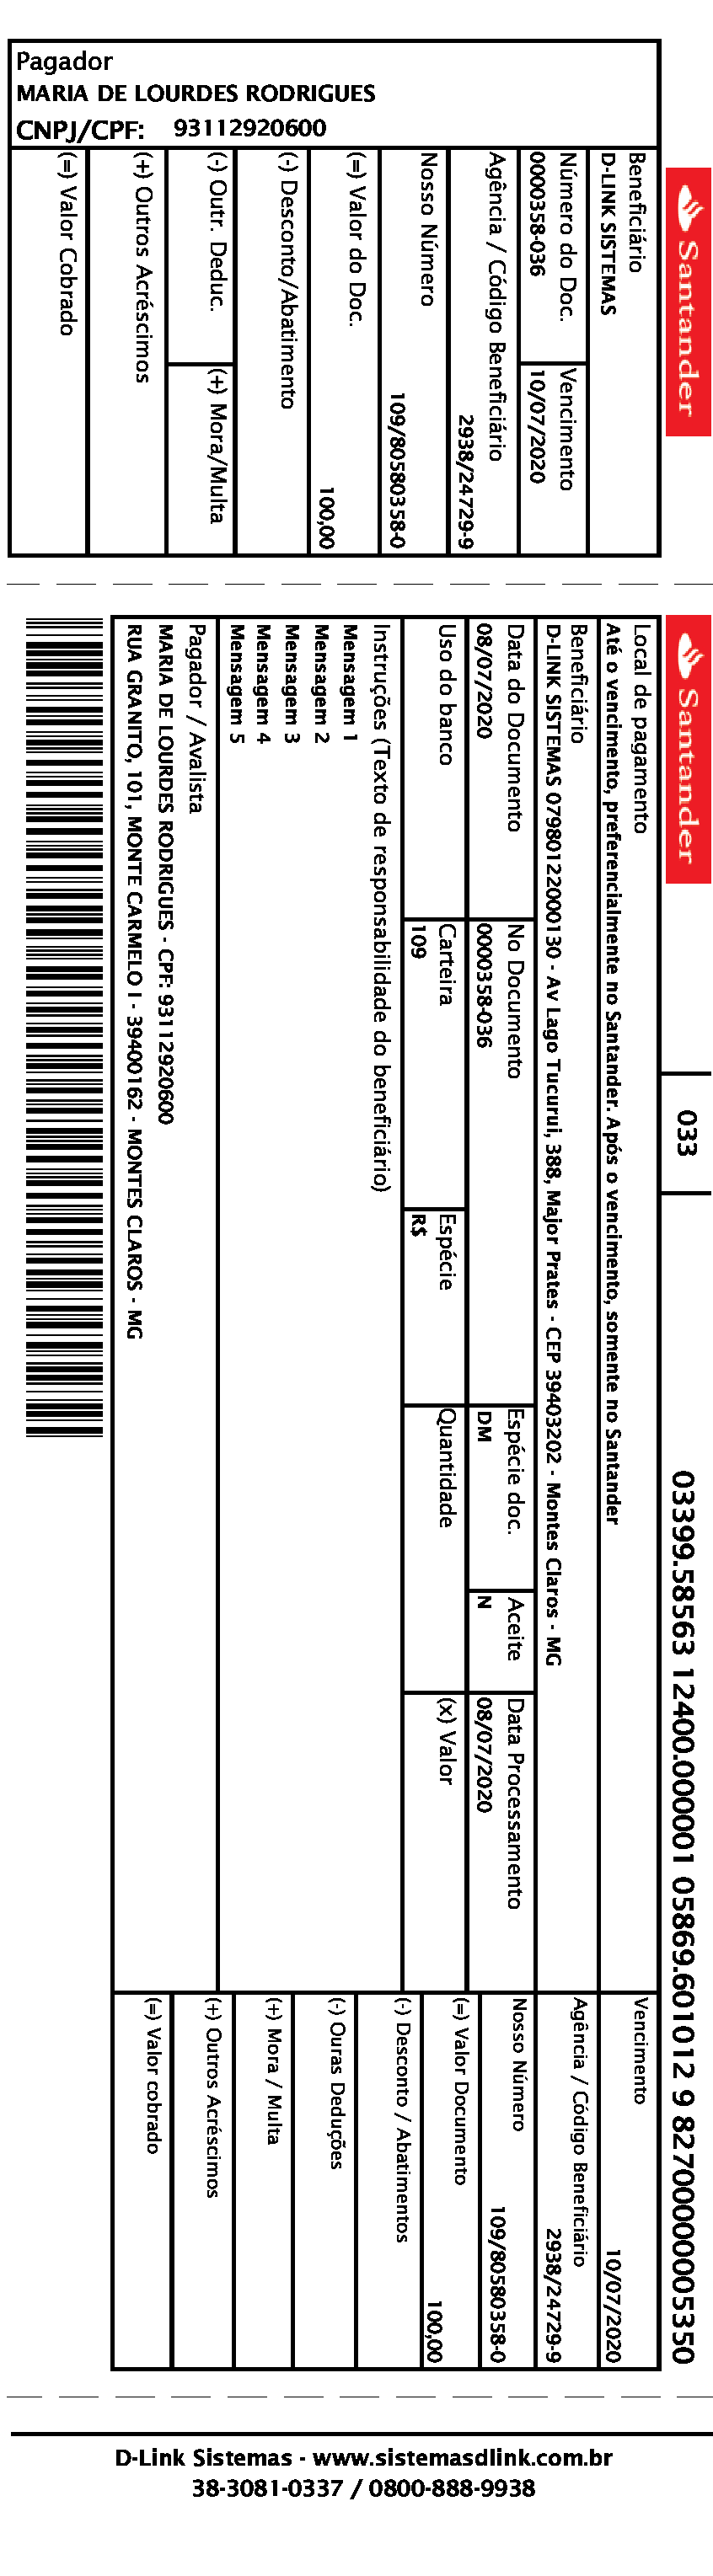 Pagador
MARIA DE LOURDES RODRIGUES
CNPJ/CPF: 93112920600
Santander
Beneficiário
D-LINK SISTEMAS
Número do Doc. Vencimento
0000358-036 10/07/2020
Agência / Código Beneficiário
2938/24729-9
Nosso Número
109/80580358-0
(=) Valor do Doc.
100,00
(-) Desconto/Abatimento
(-) Outr. Deduc. (+) Mora/Multa
(+) Outros Acréscimos
(=) Valor Cobrado
Santander 033 03399.58563 12400.000001 05869.601012 9 82700000005350
Local de pagamento Vencimento
Até o vencimento, preferencialmente no Santander. Após o vencimento, somente no Santander 10/07/2020
Beneficiário Agência / Código Beneficiário
D-LINK SISTEMAS 07980122000130 - Av Lago Tucurui, 388, Major Prates - CEP 39403202 - Montes Claros - MG 2938/24729-9
Data do Documento No Documento Espécie doc. Aceite Data Processamento Nosso Número
08/07/2020 0000358-036 DM N 08/07/2020 109/80580358-0
Uso do banco Carteira Espécie Quantidade (x) Valor (=) Valor Documento
109 R$ 100,00
Instruções (Texto de responsabilidade do beneficiário) (-) Desconto / Abatimentos
Mensagem 1
Mensagem 2 (-) Ouras Deduções
Mensagem 3
Mensagem 4 (+) Mora / Multa
Mensagem 5
Pagador / Avalista (+) Outros Acréscimos
MARIA DE LOURDES RODRIGUES - CPF: 93112920600 (=) Valor cobrado
RUA GRANITO, 101, MONTE CARMELO I - 39400162 - MONTES CLAROS - MG
D-Link Sistemas - www.sistemasdlink.com.br
38-3081-0337 / 0800-888-9938